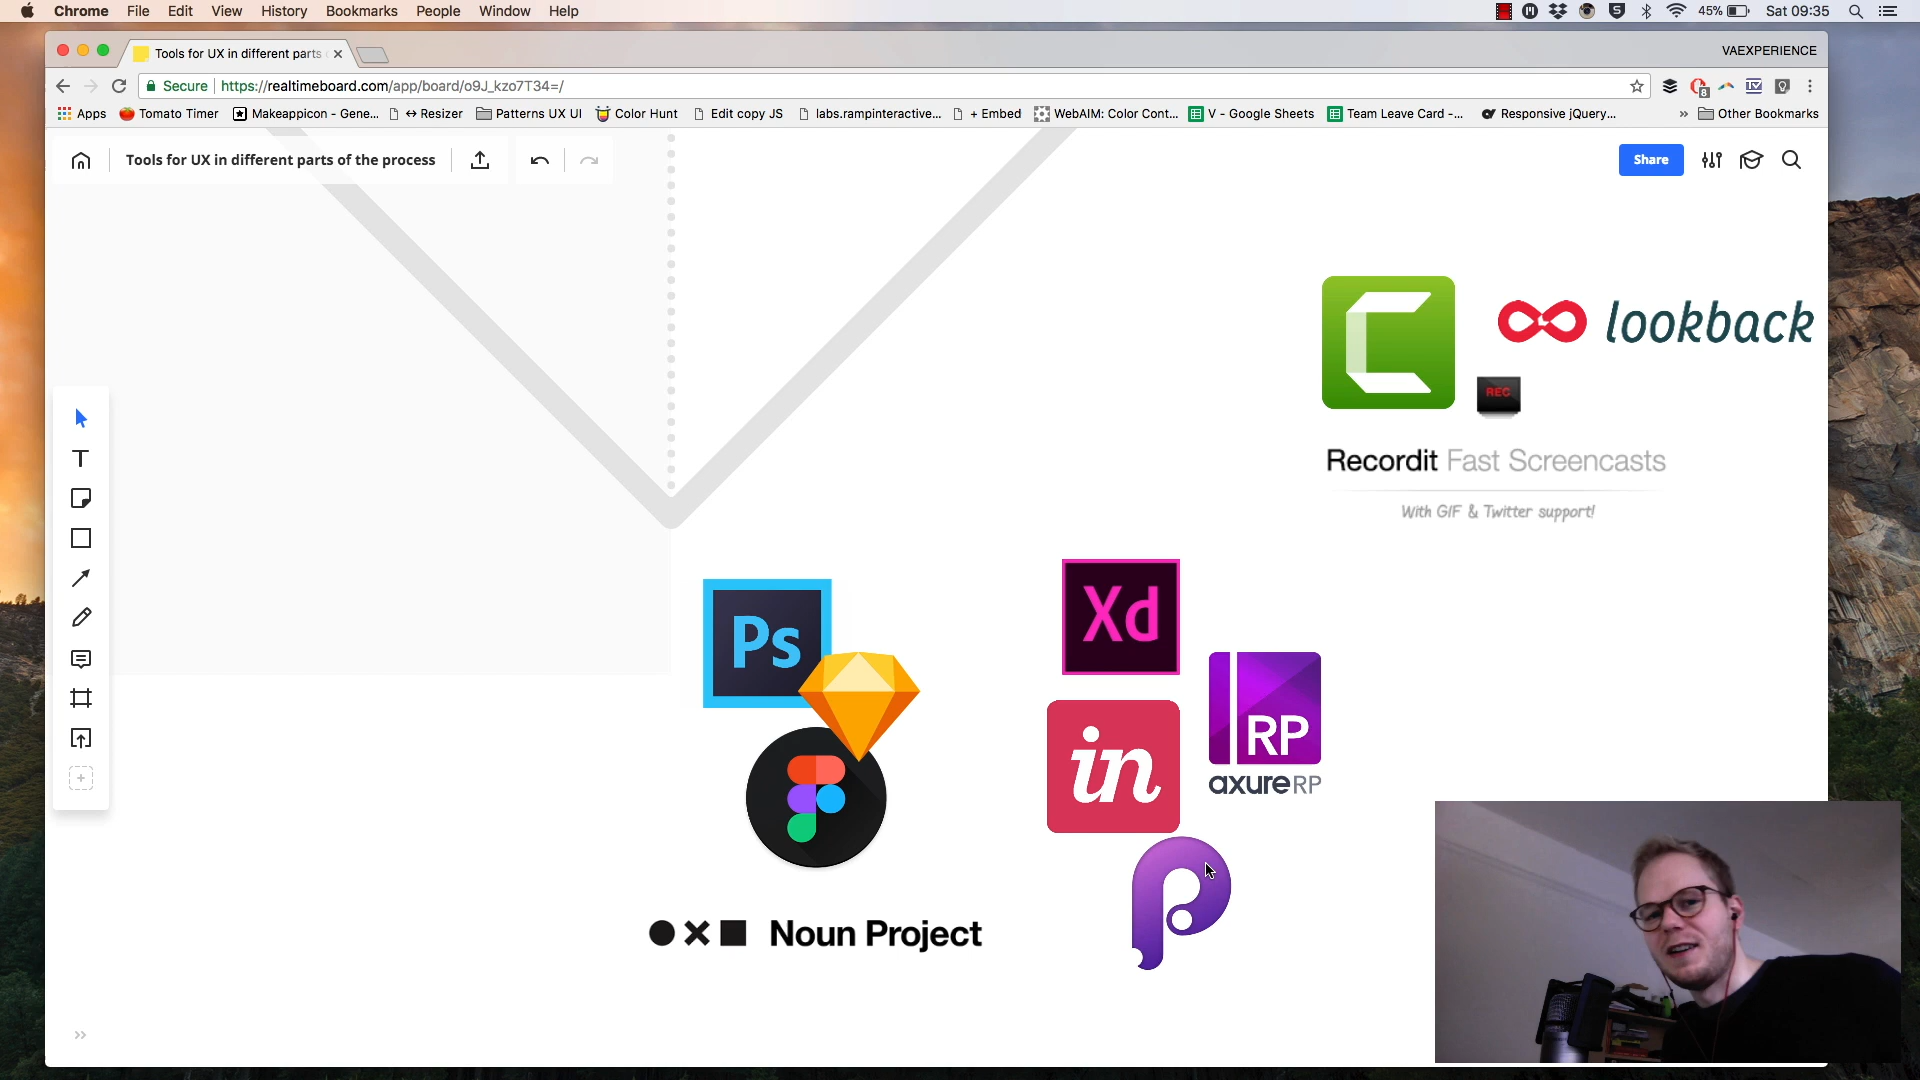 Chrome File Edit View History Bookmarks People Window Help 45% Sat 09:35
Tools for UX in different parts VAEXPERIENCE
Secure https://realtimeboard.com/app/board/o9J_kzo7T34=/ 8
Apps Tomato Timer Makeappicon - Gene... ↔ Resizer Patterns UX UI Color Hunt Edit copy JS labs.rampinteractive... + Embed WebAIM: Color Cont... V - Google Sheets Team Leave Card -... Responsive jQuery... » Other Bookmarks
Tools for UX in different parts of the process Share
lookback
REC
Recordit Fast Screencasts
With GIF & Twitter support!
Ps
Xd
RP
axure RP
in
Noun Project